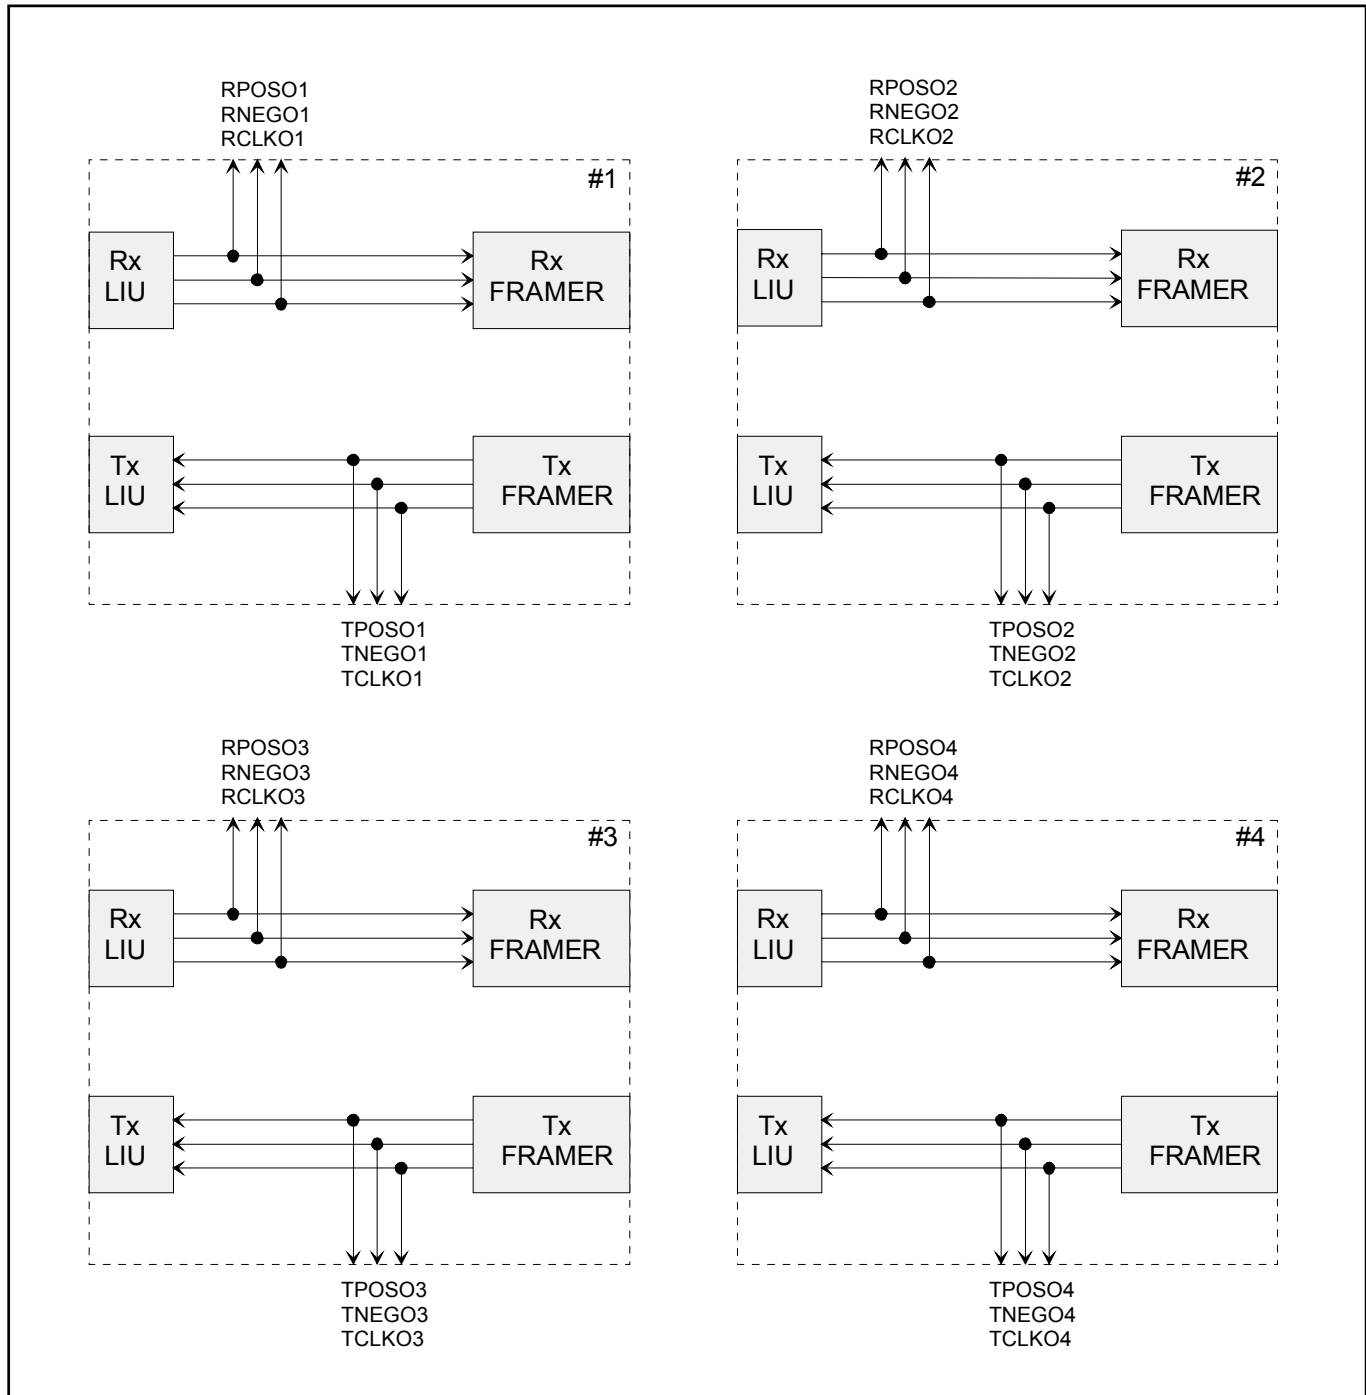 RPOSO1
RNEGO1
RCLKO1
#1
Rx
LIU
Rx
FRAMER
Tx
LIU
Tx
FRAMER
TPOSO1
TNEGO1
TCLKO1
RPOSO2
RNEGO2
RCLKO2
#2
Rx
LIU
Rx
FRAMER
Tx
LIU
Tx
FRAMER
TPOSO2
TNEGO2
TCLKO2
RPOSO3
RNEGO3
RCLKO3
#3
Rx
LIU
Rx
FRAMER
Tx
LIU
Tx
FRAMER
TPOSO3
TNEGO3
TCLKO3
RPOSO4
RNEGO4
RCLKO4
#4
Rx
LIU
Rx
FRAMER
Tx
LIU
Tx
FRAMER
TPOSO4
TNEGO4
TCLKO4